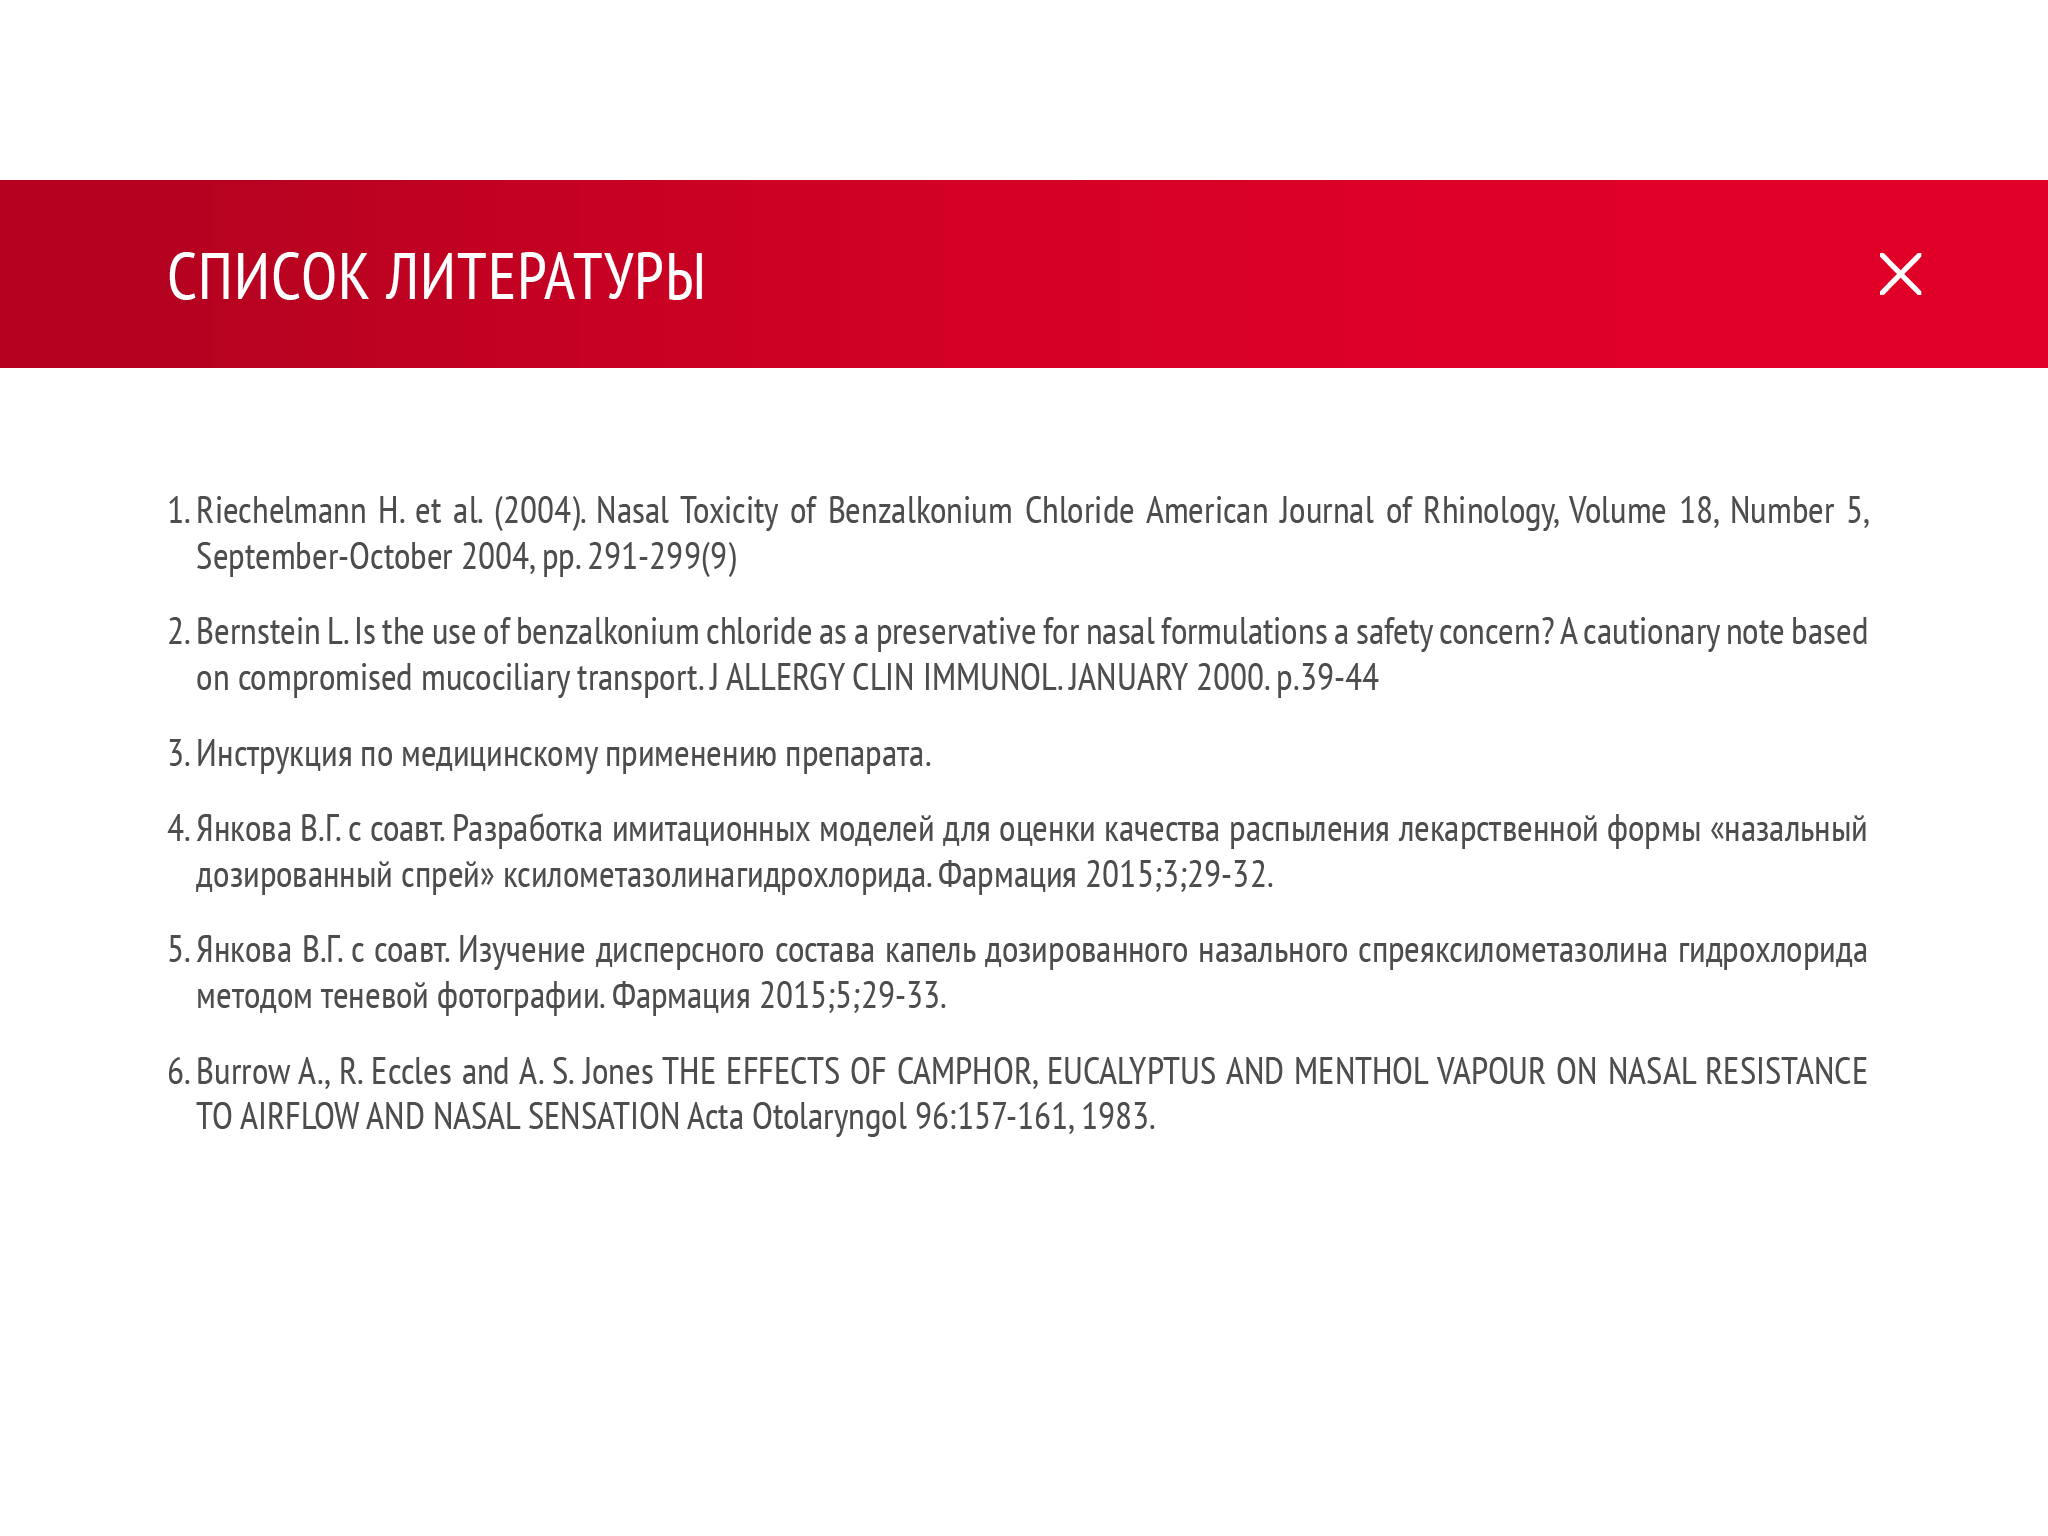 СПИСОК ЛИТЕРАТУРЫ
1. Riechelmann H. et al. (2004). Nasal Toxicity of Benzalkonium Chloride American Journal of Rhinology, Volume 18, Number 5,
September-October 2004, pp. 291-299(9)
2. Bernstein L. Is the use of benzalkonium chloride as a preservative for nasal formulations a safety concern? A cautionary note based
on compromised mucociliary transport. J ALLERGY CLIN IMMUNOL. JANUARY 2000. p.39-44
3. Инструкция по медицинскому применению препарата.
4. Янкова В.Г. с соавт. Разработка имитационных моделей для оценки качества распыления лекарственной формы «назальный
дозированный спрей» ксилометазолинагидрохлорида. Фармация 2015;3;29-32.
5. Янкова В.Г. с соавт. Изучение дисперсного состава капель дозированного назального спреяксилометазолина гидрохлорида
методом теневой фотографии. Фармация 2015;5;29-33.
6. Burrow A., R. Eccles and A. S. Jones THE EFFECTS OF CAMPHOR, EUCALYPTUS AND MENTHOL VAPOUR ON NASAL RESISTANCE
TO AIRFLOW AND NASAL SENSATION Acta Otolaryngol 96:157-161, 1983.